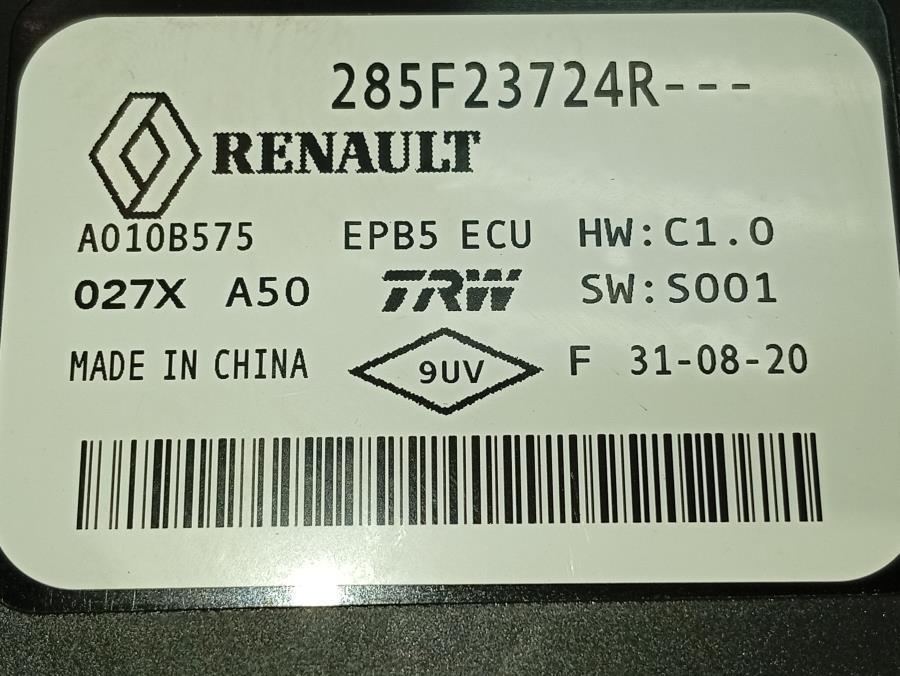 285F23724R---
RENAULT
A010B575 EPB5 ECU HW:C1.0
027X A50 TRW SW:S001
MADE IN CHINA 9UV F 31-08-20